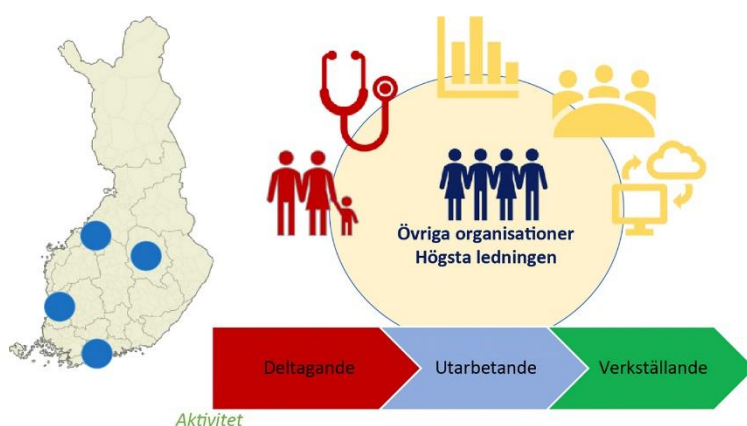 Övriga organisationer
Högsta ledningen
Deltagande
Utarbetande
Verkställande
Aktivitet